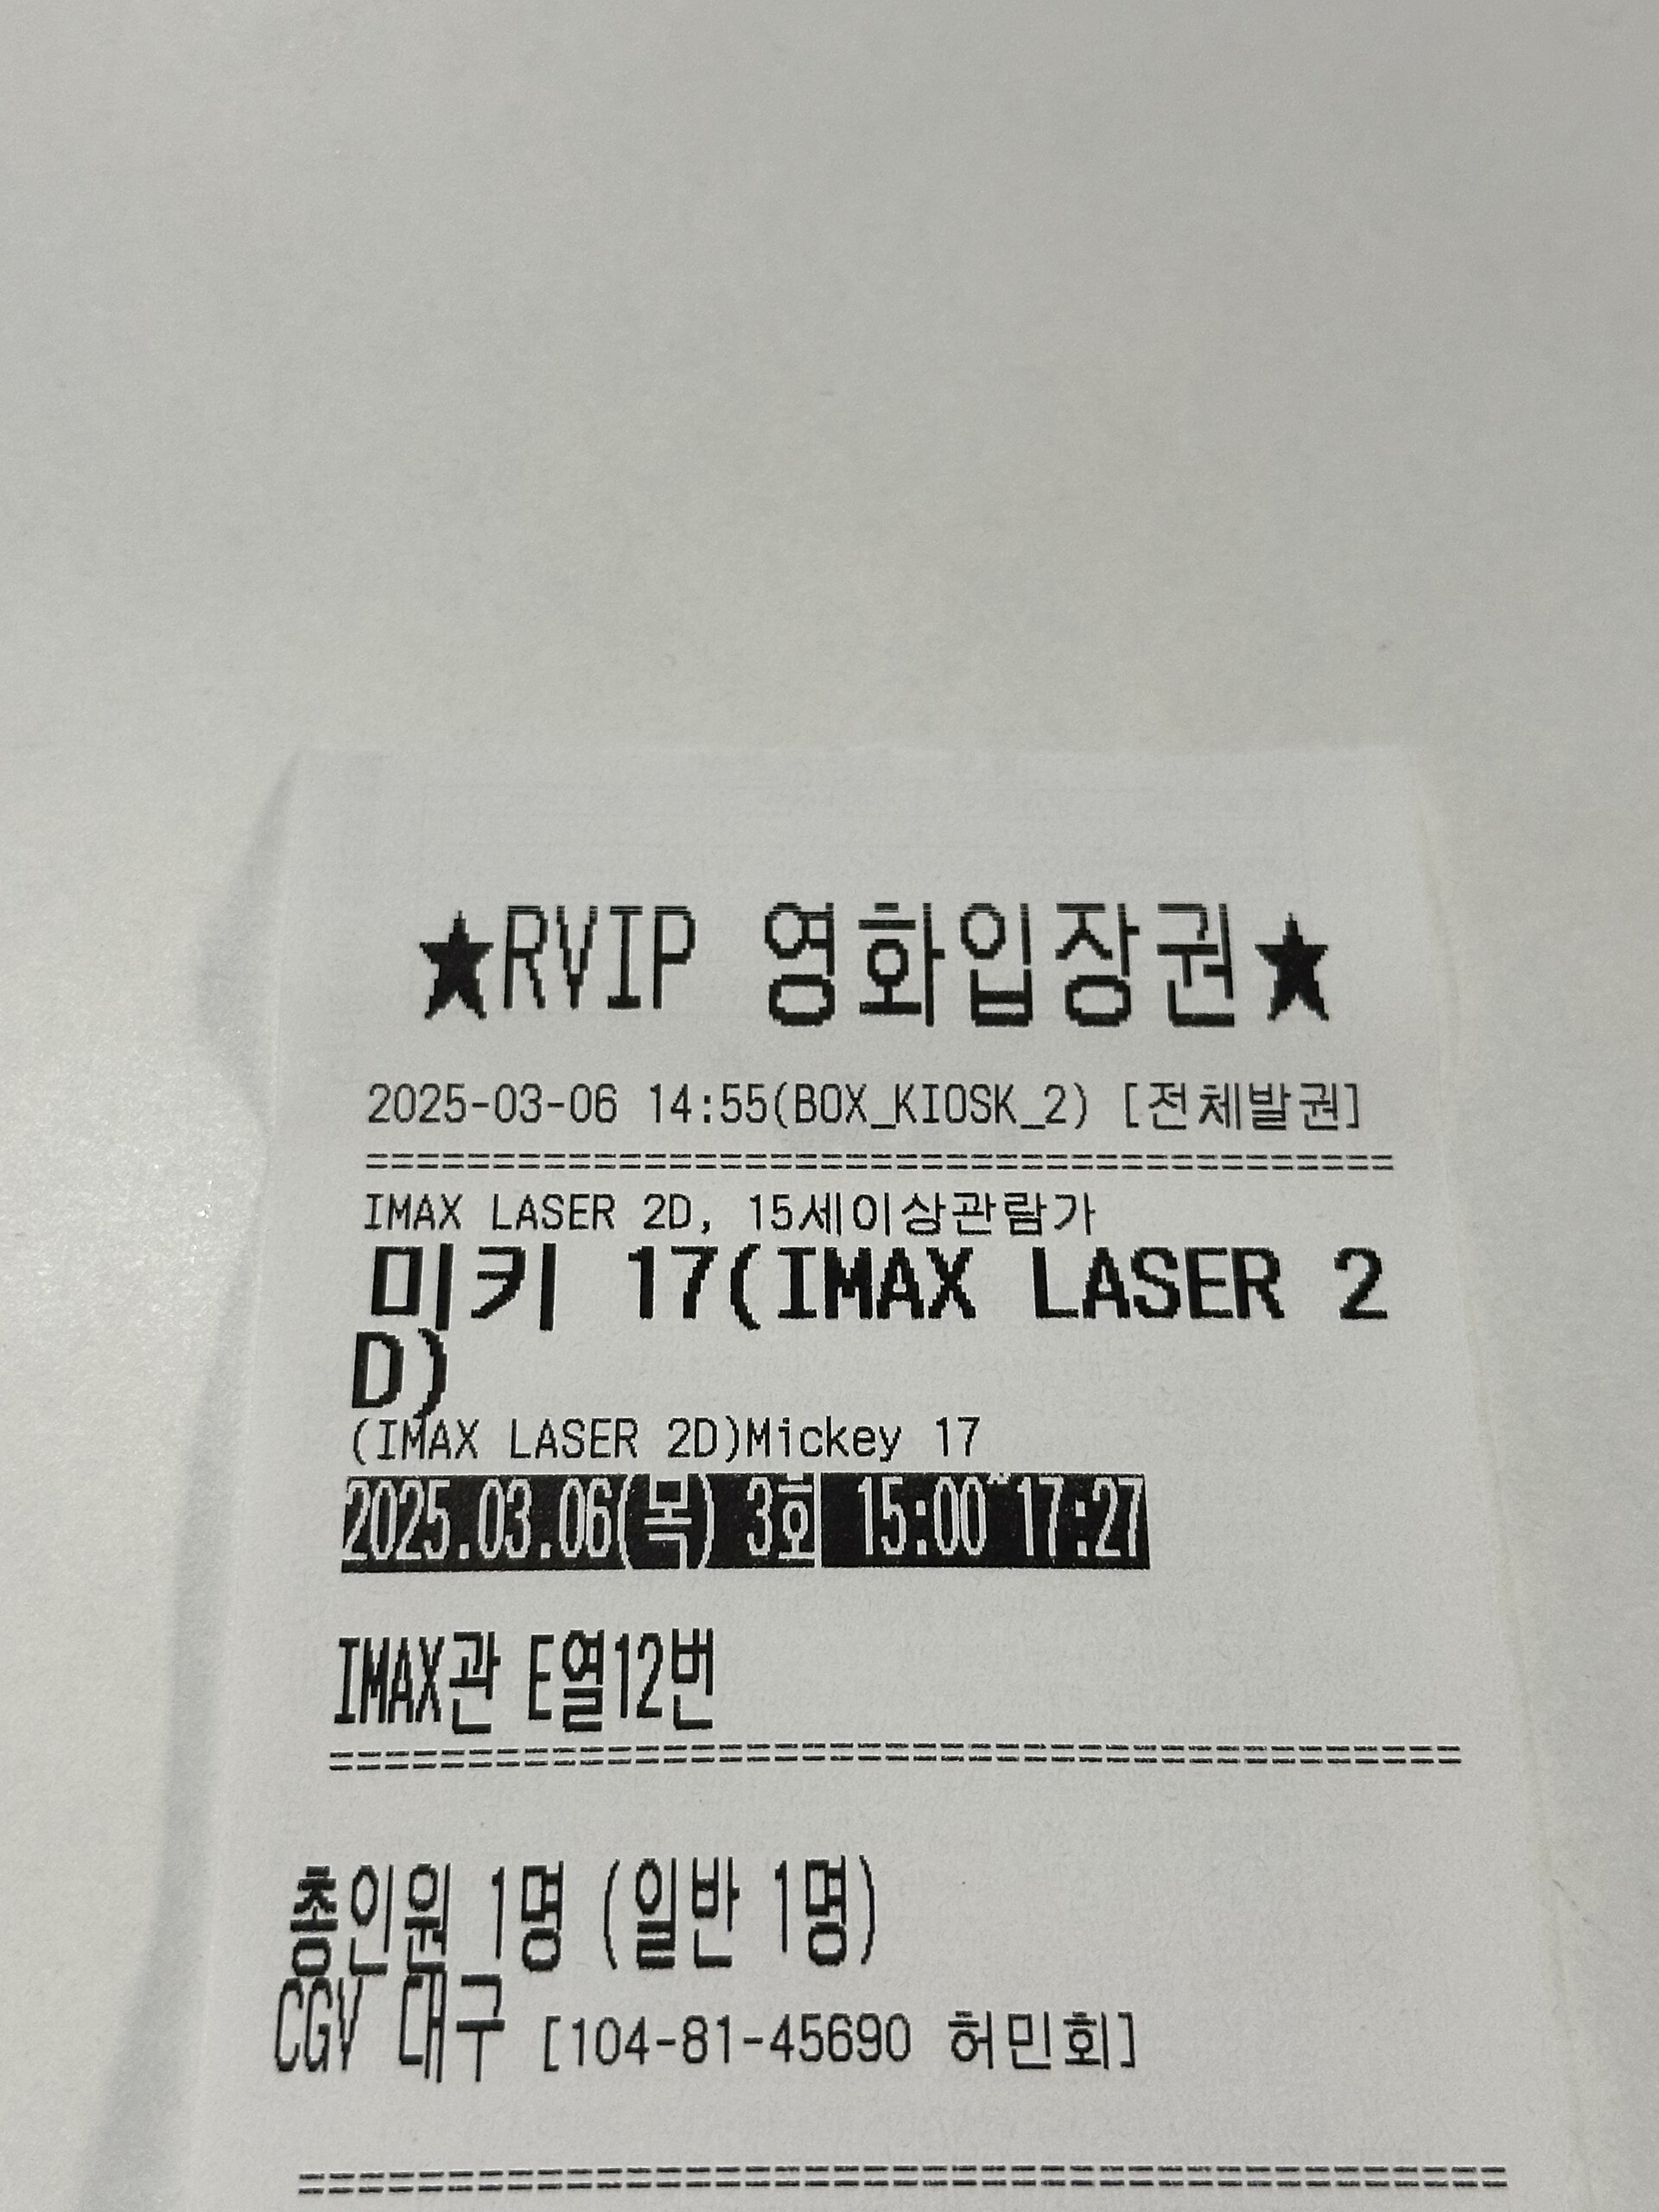 ★RVIP 영화입장권★
2025-03-06 14:55(BOX_KIOSK_2) [전체발권]
=========================================
IMAX LASER 2D, 15세이상관람가
미키 17(IMAX LASER 2
D)
(IMAX LASER 2D)Mickey 17
2025.03.06(목) 3회 15:00~17:27
IMAX관 E열12번
=========================================
총인원 1명 (일반 1명)
CGV 대구 [104-81-45690 허민회]
=========================================